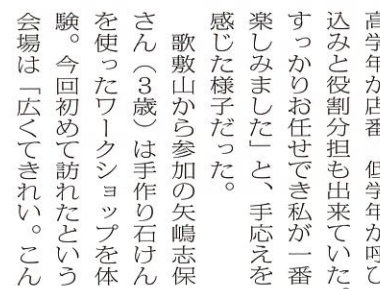 高学年が店番　低学年が呼び
込みと役割分担も出来ていた。
すっかりお任せでき私が一番
楽しみました」と、手応えを
感じた様子だった。
　歌敷山から参加の矢嶋志保
さん（３歳）は手作り石けん
を使ったワークショップを体
験。今回初めて訪れたという
会場は「広くてきれい。こん